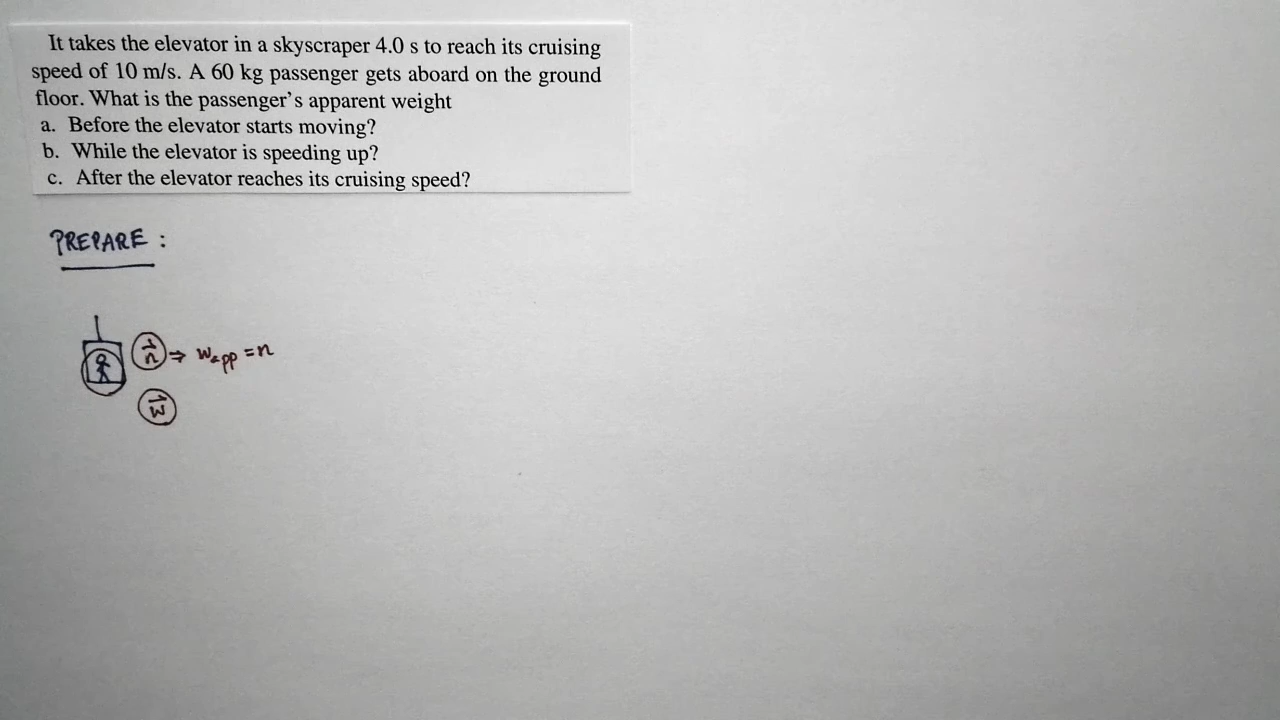 It takes the elevator in a skyscraper 4.0 s to reach its cruising
speed of 10 m/s. A 60 kg passenger gets aboard on the ground
floor. What is the passenger's apparent weight
a. Before the elevator starts moving?
b. While the elevator is speeding up?
c. After the elevator reaches its cruising speed?
PREPARE :
n⃗ ⇒ wapp = n
w⃗